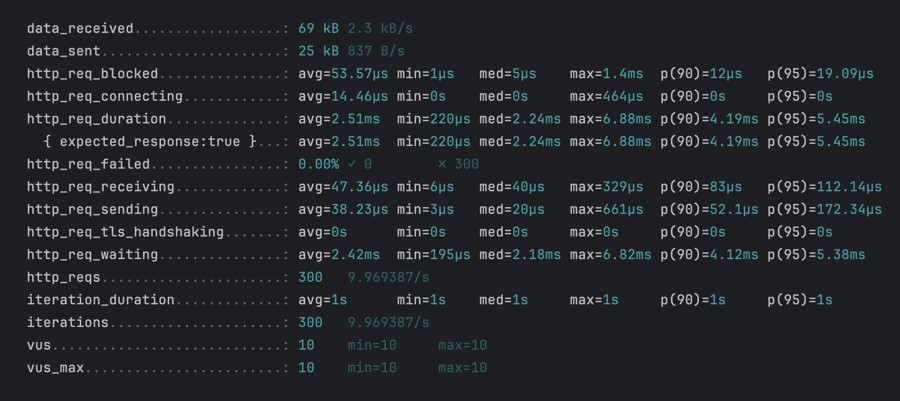 data_received..................: 69 kB 2.3 kB/s
data_sent......................: 25 kB 837 B/s
http_req_blocked...............: avg=53.57µs min=1µs   med=5µs    max=1.4ms  p(90)=12µs   p(95)=19.09µs
http_req_connecting............: avg=14.46µs min=0s    med=0s     max=464µs  p(90)=0s     p(95)=0s
http_req_duration..............: avg=2.51ms  min=220µs med=2.24ms max=6.88ms p(90)=4.19ms p(95)=5.45ms
  { expected_response:true }...: avg=2.51ms  min=220µs med=2.24ms max=6.88ms p(90)=4.19ms p(95)=5.45ms
http_req_failed................: 0.00% ✓ 0        ✕ 300
http_req_receiving.............: avg=47.36µs min=6µs   med=40µs   max=329µs  p(90)=83µs   p(95)=112.14µs
http_req_sending...............: avg=38.23µs min=3µs   med=20µs   max=661µs  p(90)=52.1µs p(95)=172.34µs
http_req_tls_handshaking.......: avg=0s      min=0s    med=0s     max=0s     p(90)=0s     p(95)=0s
http_req_waiting...............: avg=2.42ms  min=195µs med=2.18ms max=6.82ms p(90)=4.12ms p(95)=5.38ms
http_reqs......................: 300   9.969387/s
iteration_duration.............: avg=1s      min=1s    med=1s     max=1s     p(90)=1s     p(95)=1s
iterations.....................: 300   9.969387/s
vus............................: 10    min=10     max=10
vus_max........................: 10    min=10     max=10